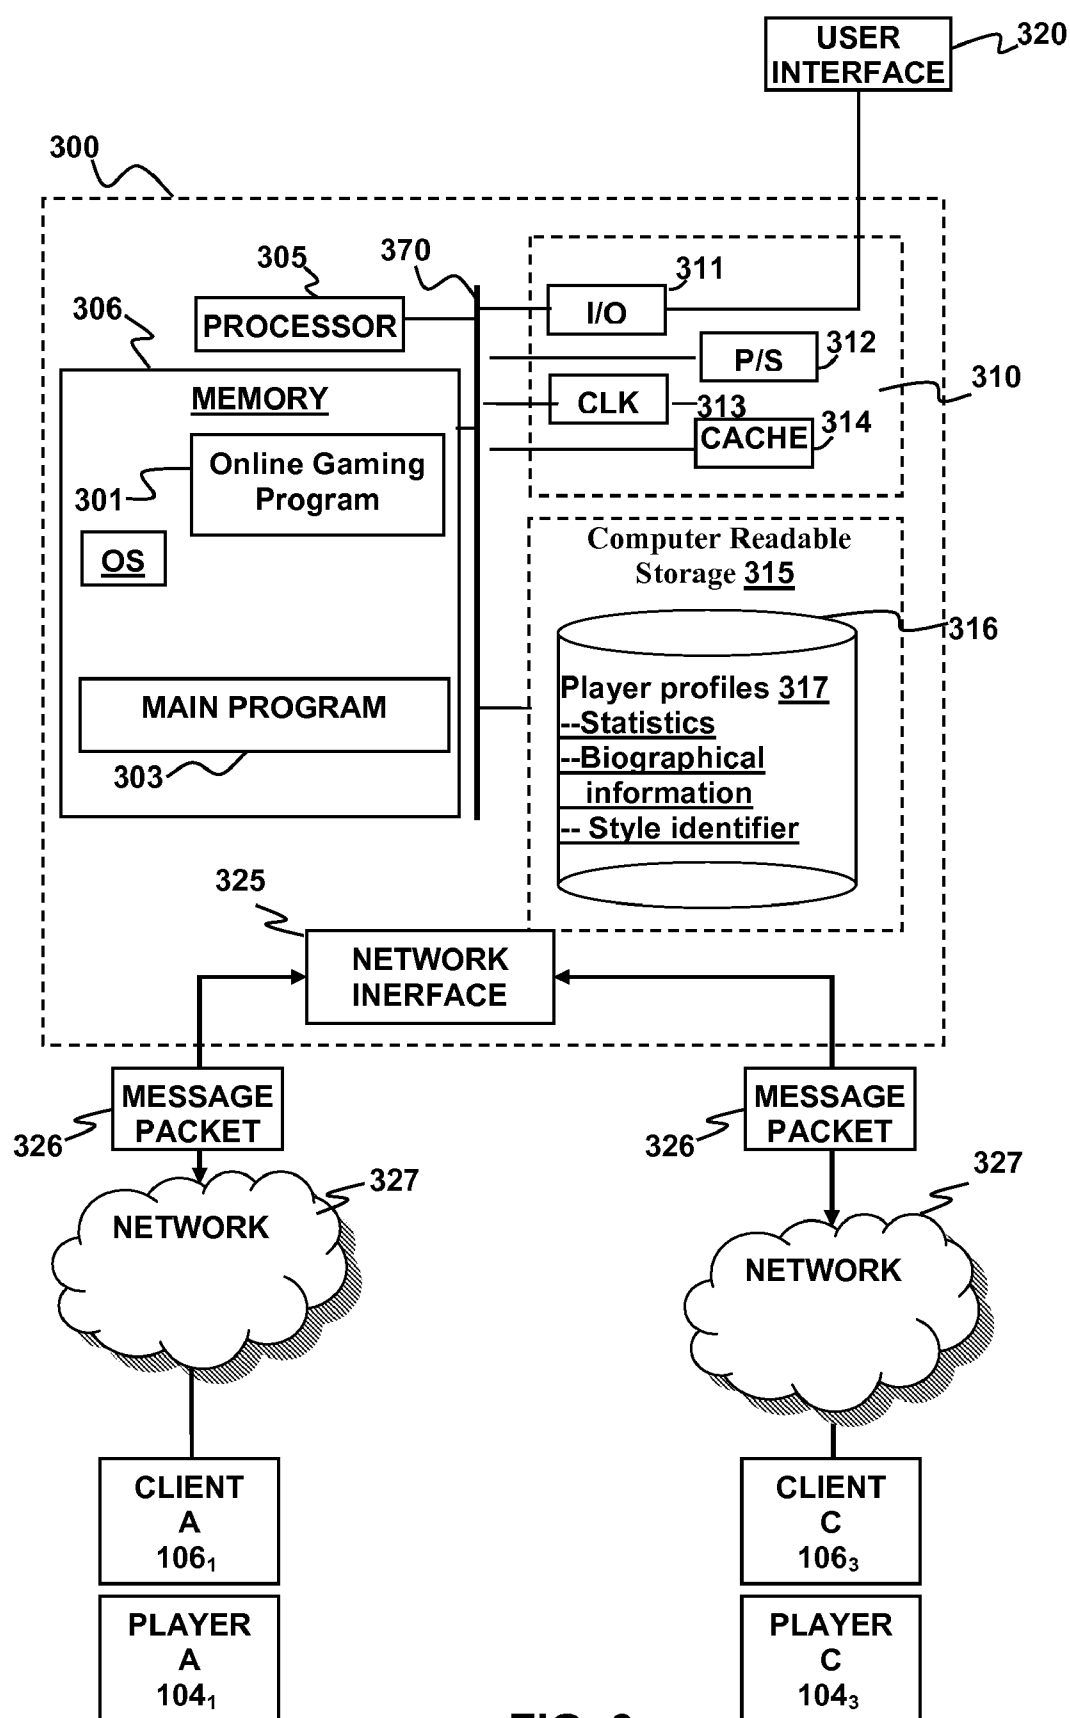 USER
INTERFACE
320
300
305
370
311
306
PROCESSOR
I/O
312
P/S
310
MEMORY
CLK
313
314
CACHE
Online Gaming
Program
301
OS
Computer Readable
Storage 315
316
Player profiles 317
--Statistics
--Biographical
information
-- Style identifier
MAIN PROGRAM
303
325
NETWORK
INERFACE
MESSAGE
PACKET
326
MESSAGE
PACKET
326
327
NETWORK
327
NETWORK
CLIENT
A
106₁
CLIENT
C
106₃
PLAYER
A
104₁
PLAYER
C
104₃